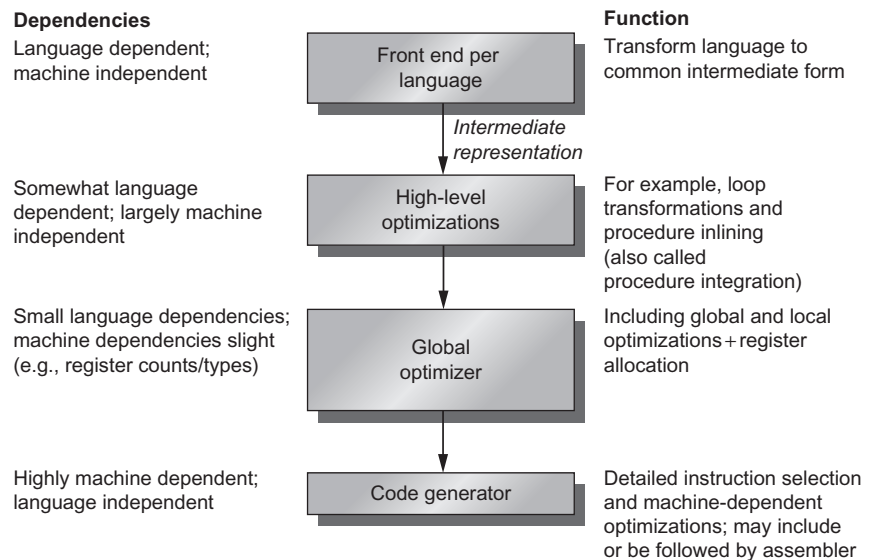 Dependencies
Language dependent;
machine independent
Front end per
language
Function
Transform language to
common intermediate form
Intermediate
representation
Somewhat language
dependent; largely machine
independent
High-level
optimizations
For example, loop
transformations and
procedure inlining
(also called
procedure integration)
Small language dependencies;
machine dependencies slight
(e.g., register counts/types)
Global
optimizer
Including global and local
optimizations+register
allocation
Highly machine dependent;
language independent
Code generator
Detailed instruction selection
and machine-dependent
optimizations; may include
or be followed by assembler